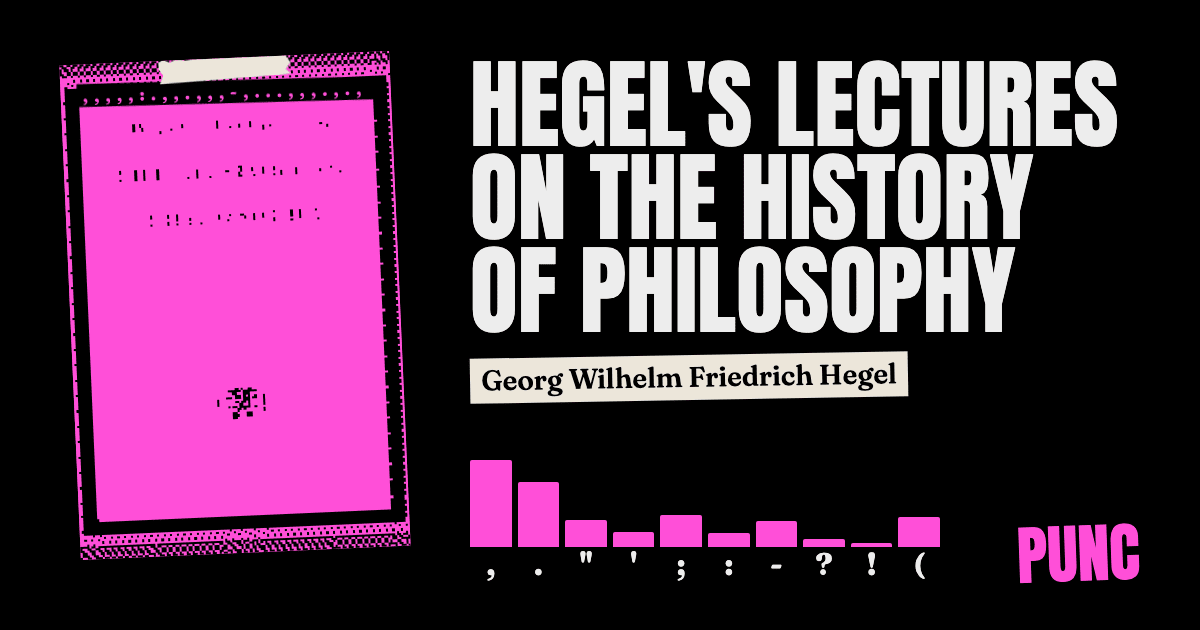 HEGEL'S LECTURES
ON THE HISTORY
OF PHILOSOPHY
Georg Wilhelm Friedrich Hegel
, . " ' ; : - ? ! (
PUNC